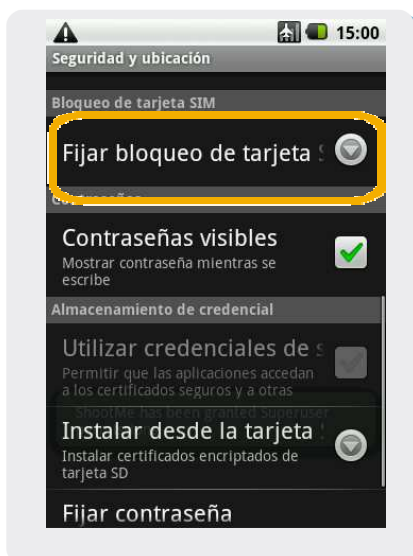 15:00
Seguridad y ubicación
Bloqueo de tarjeta SIM
Fijar bloqueo de tarjeta
Contraseñas visibles
Mostrar contraseña mientras se
escribe
Almacenamiento de credencial
Utilizar credenciales de s
Permitir que las aplicaciones accedan
a los certificados seguros y a otras
ShootMe has been granted Superuser
Instalar desde la tarjeta
Instalar certificados encriptados de
tarjeta SD
Fijar contraseña